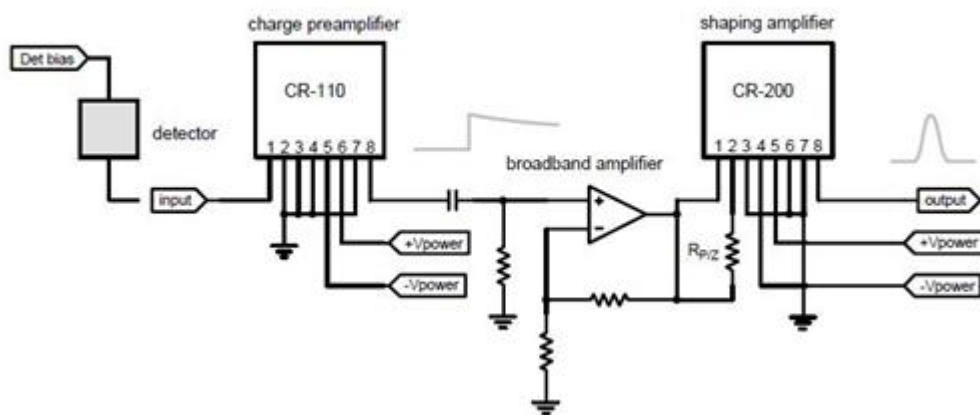 charge preamplifier
shaping amplifier
Det bias
CR-110
CR-200
detector
1 2 3 4 5 6 7 8
1 2 3 4 5 6 7 8
broadband amplifier
input
+
-
output
+Vpower
RP/Z
+Vpower
-Vpower
-Vpower